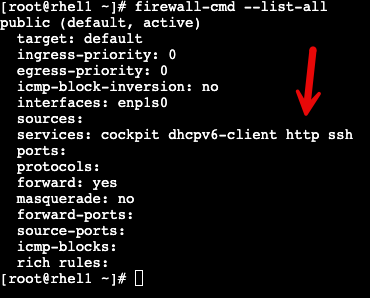 [root@rhel1 ~]# firewall-cmd --list-all
public (default, active)
  target: default
  ingress-priority: 0
  egress-priority: 0
  icmp-block-inversion: no
  interfaces: enp1s0
  sources:
  services: cockpit dhcpv6-client http ssh
  ports:
  protocols:
  forward: yes
  masquerade: no
  forward-ports:
  source-ports:
  icmp-blocks:
  rich rules:
[root@rhel1 ~]#